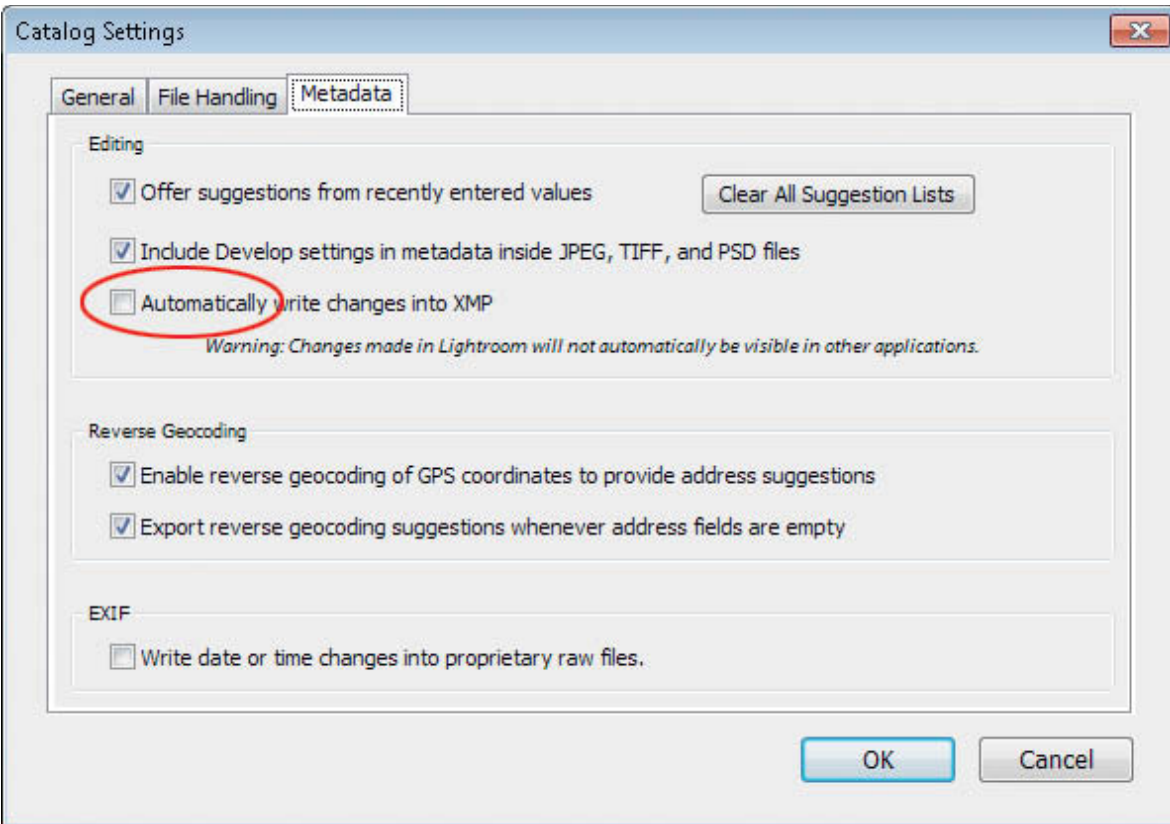 Catalog Settings
General File Handling Metadata
Editing
Offer suggestions from recently entered values Clear All Suggestion Lists
Include Develop settings in metadata inside JPEG, TIFF, and PSD files
Automatically write changes into XMP
Warning: Changes made in Lightroom will not automatically be visible in other applications.
Reverse Geocoding
Enable reverse geocoding of GPS coordinates to provide address suggestions
Export reverse geocoding suggestions whenever address fields are empty
EXIF
Write date or time changes into proprietary raw files.
OK Cancel